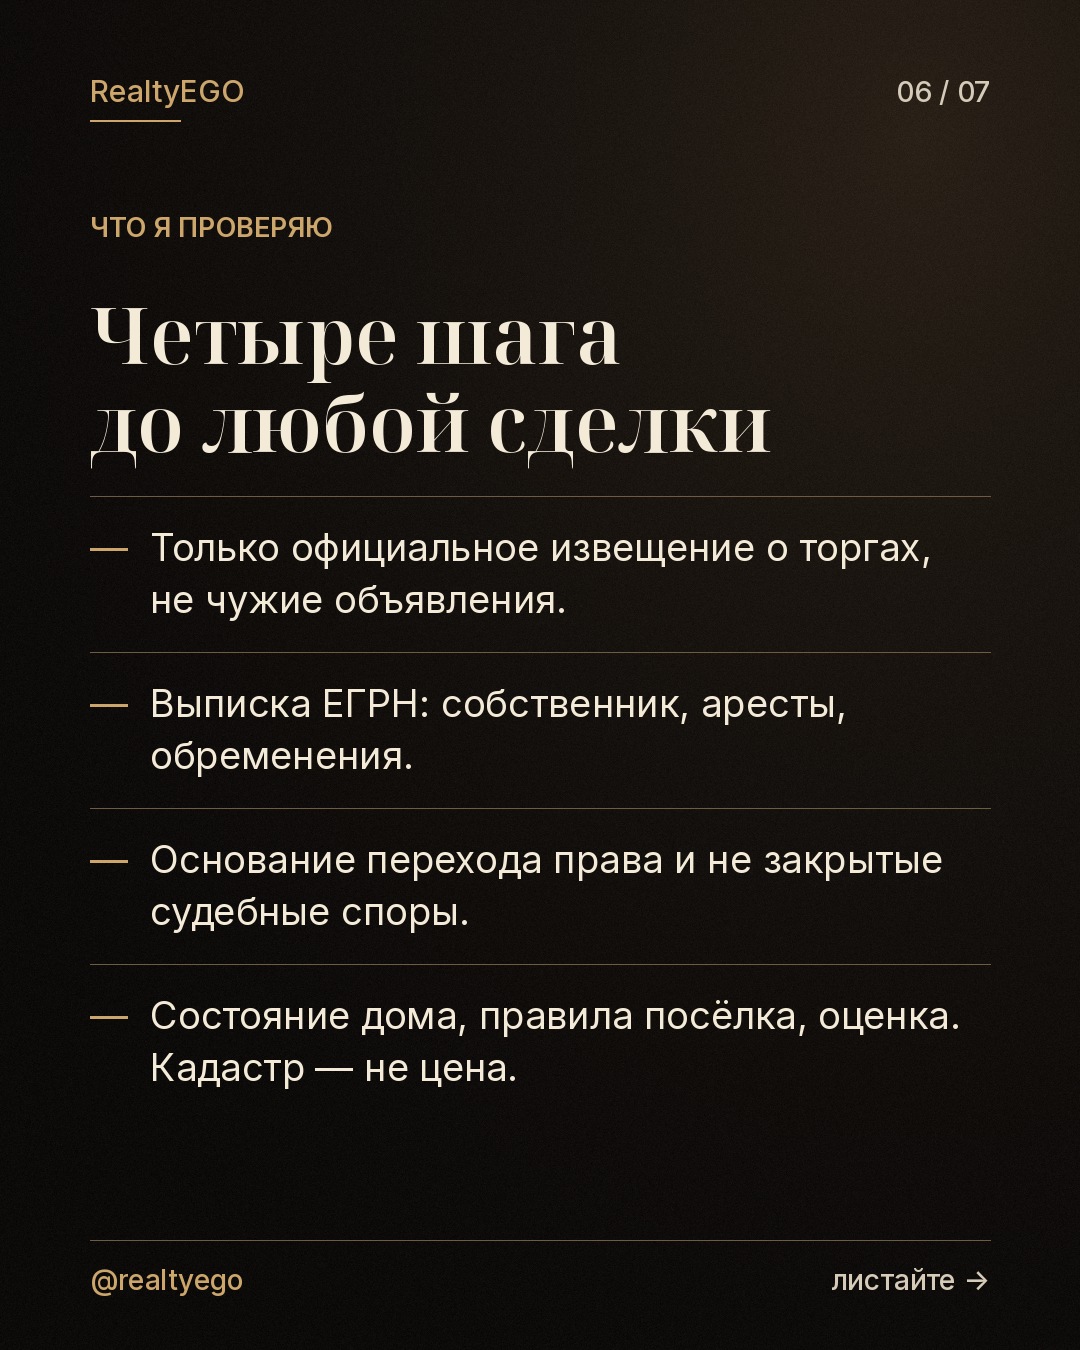 RealtyEGO
06 / 07
ЧТО Я ПРОВЕРЯЮ
Четыре шага
до любой сделки
— Только официальное извещение о торгах,
не чужие объявления.
— Выписка ЕГРН: собственник, аресты,
обременения.
— Основание перехода права и не закрытые
судебные споры.
— Состояние дома, правила посёлка, оценка.
Кадастр — не цена.
@realtyego
листайте →